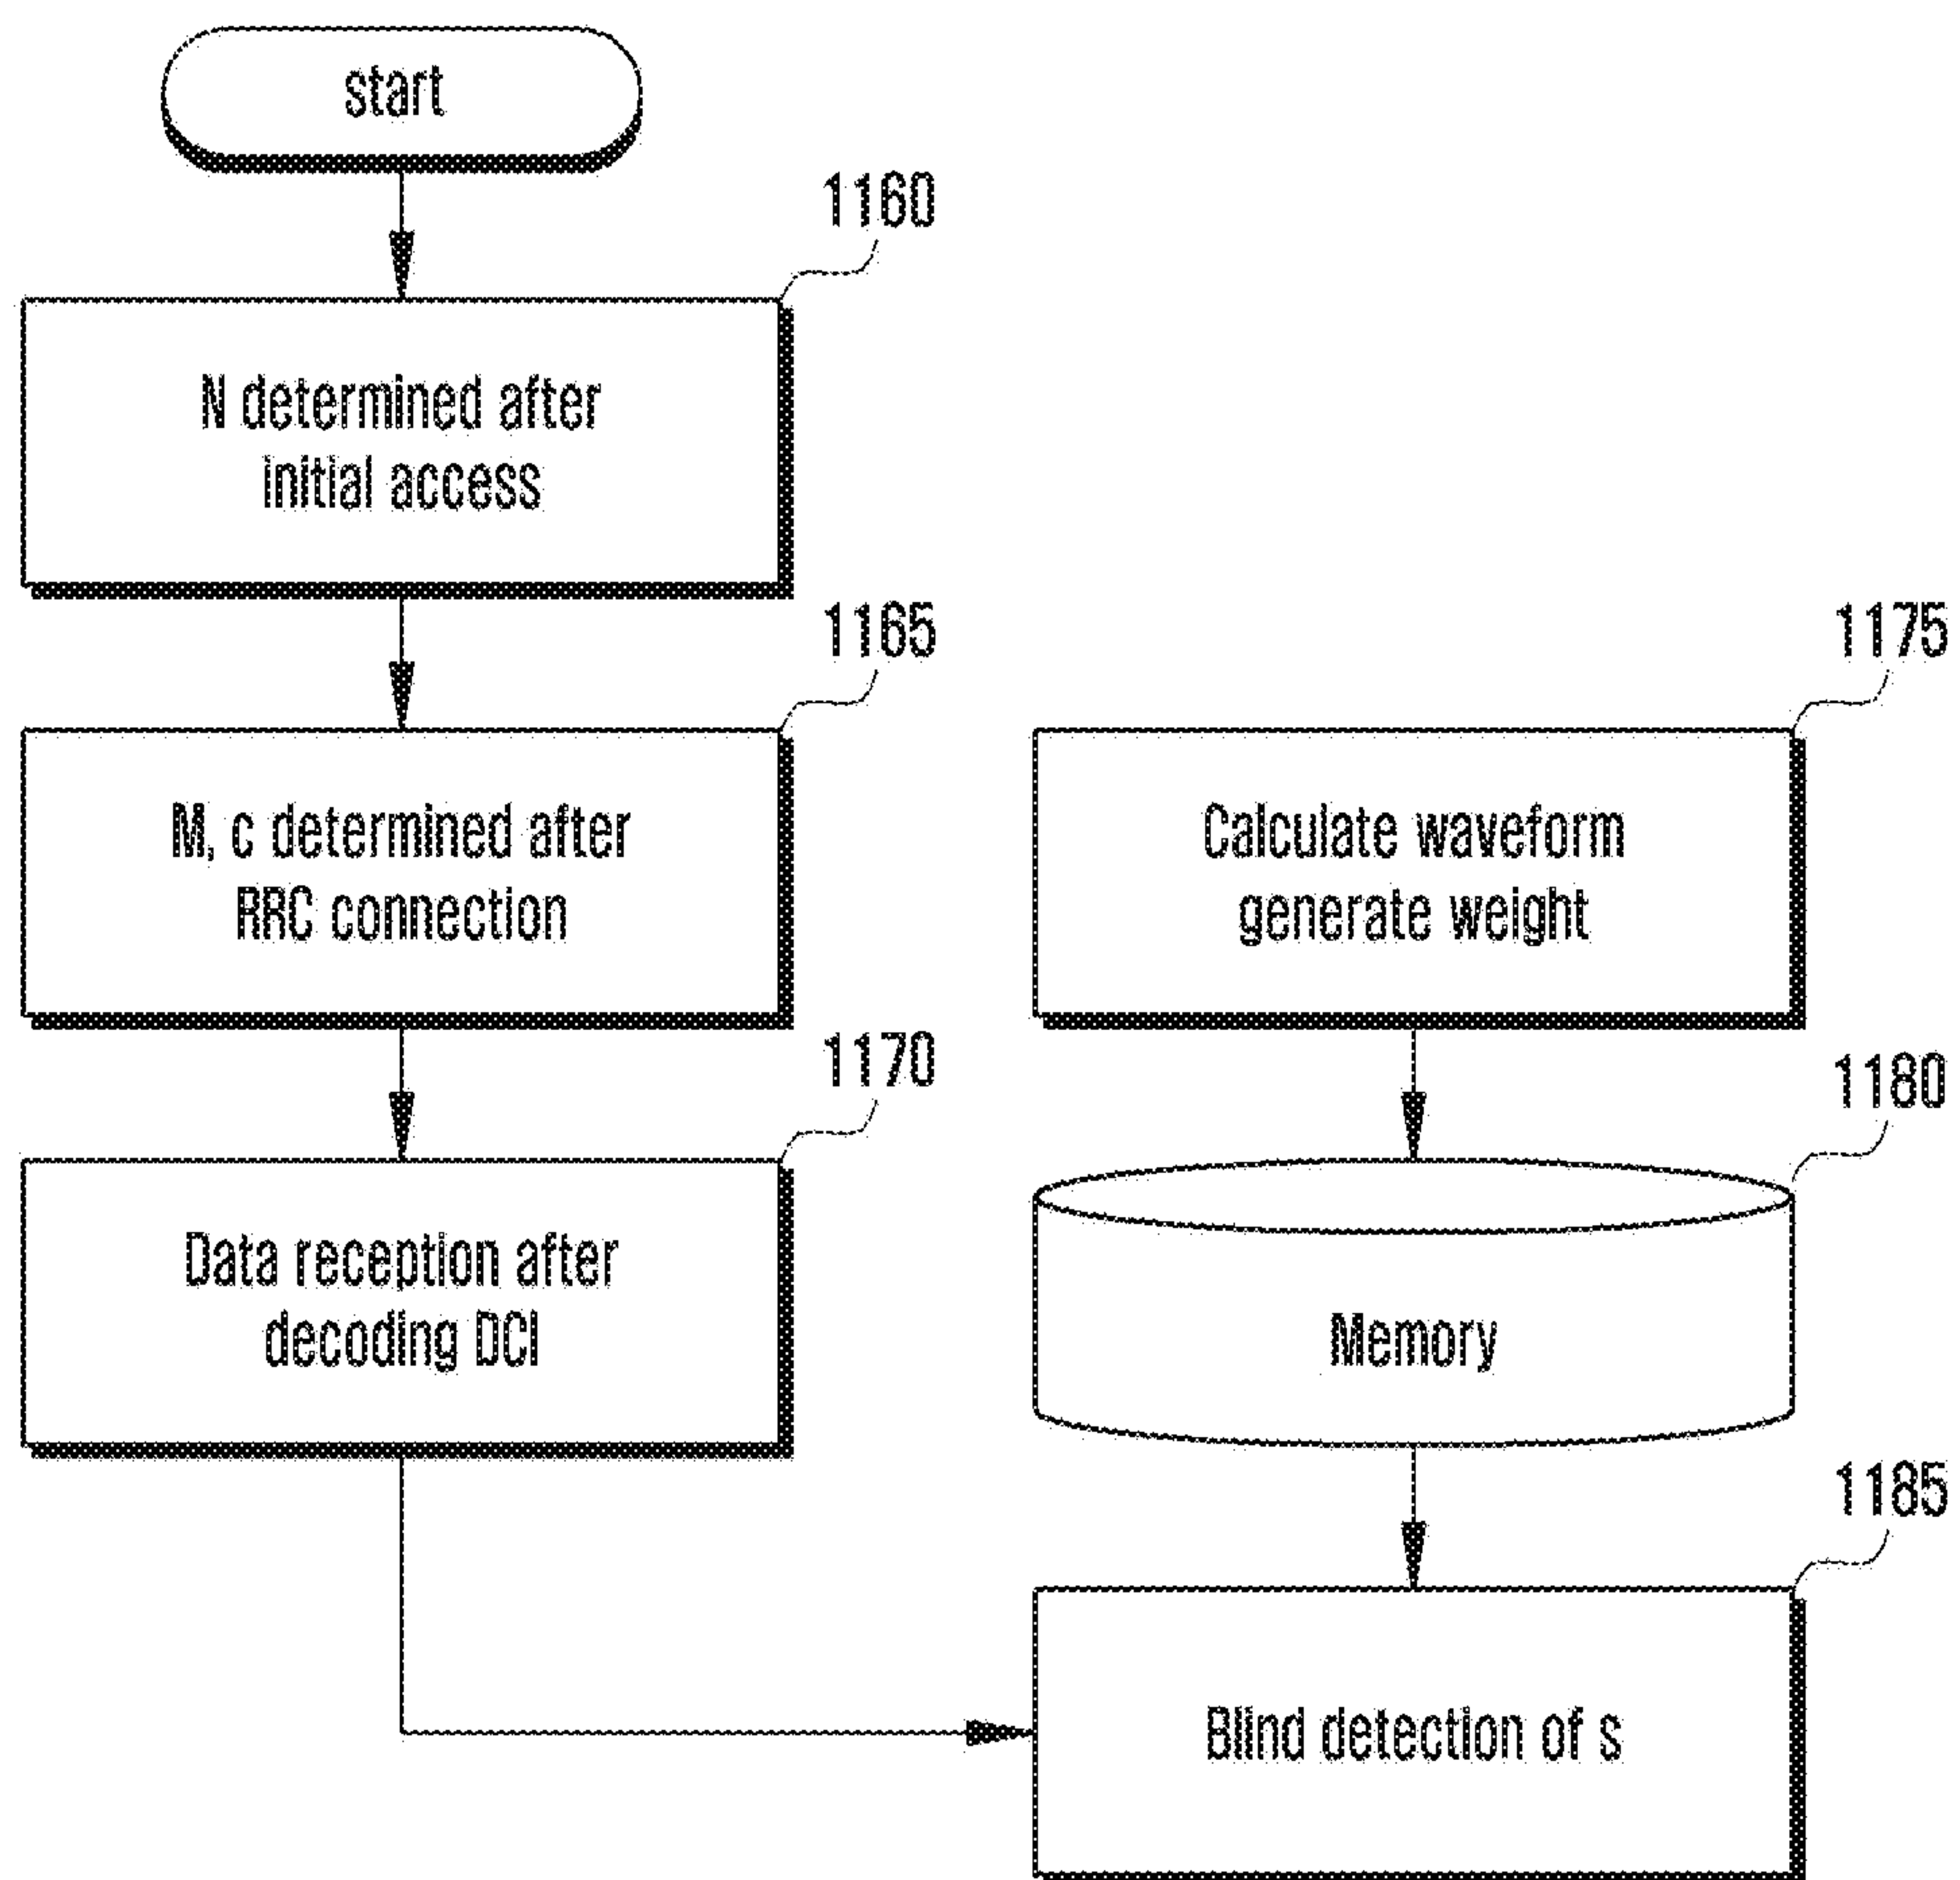 start
1160
N determined after
initial access
1165
M, c determined after
RRC connection
1170
Data reception after
decoding DCI
1175
Calculate waveform
generate weight
1180
Memory
1185
Blind detection of s